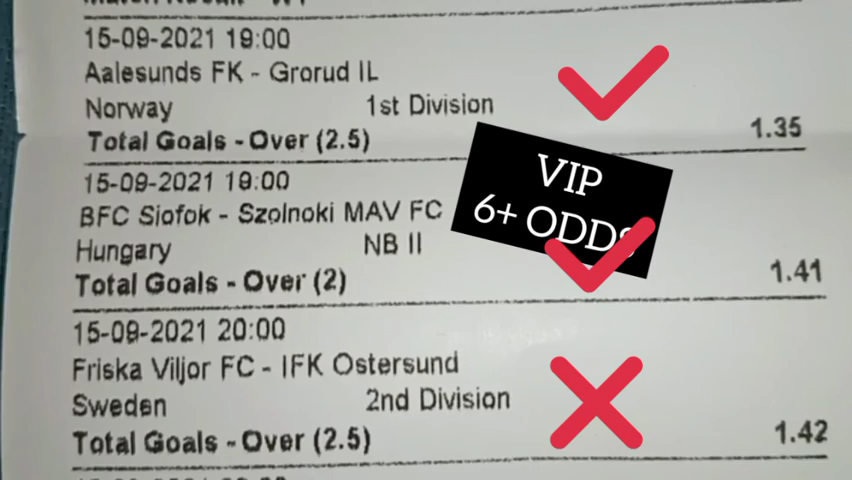 15-09-2021 19:00
Aalesunds FK - Grorud IL
Norway 1st Division
Total Goals - Over (2.5) 1.35
15-09-2021 19:00
BFC Siofok - Szolnoki MAV FC
Hungary NB II
Total Goals - Over (2) 1.41
VIP
6+ ODDS
15-09-2021 20:00
Friska Viljor FC - IFK Ostersund
Sweden 2nd Division
Total Goals - Over (2.5) 1.42